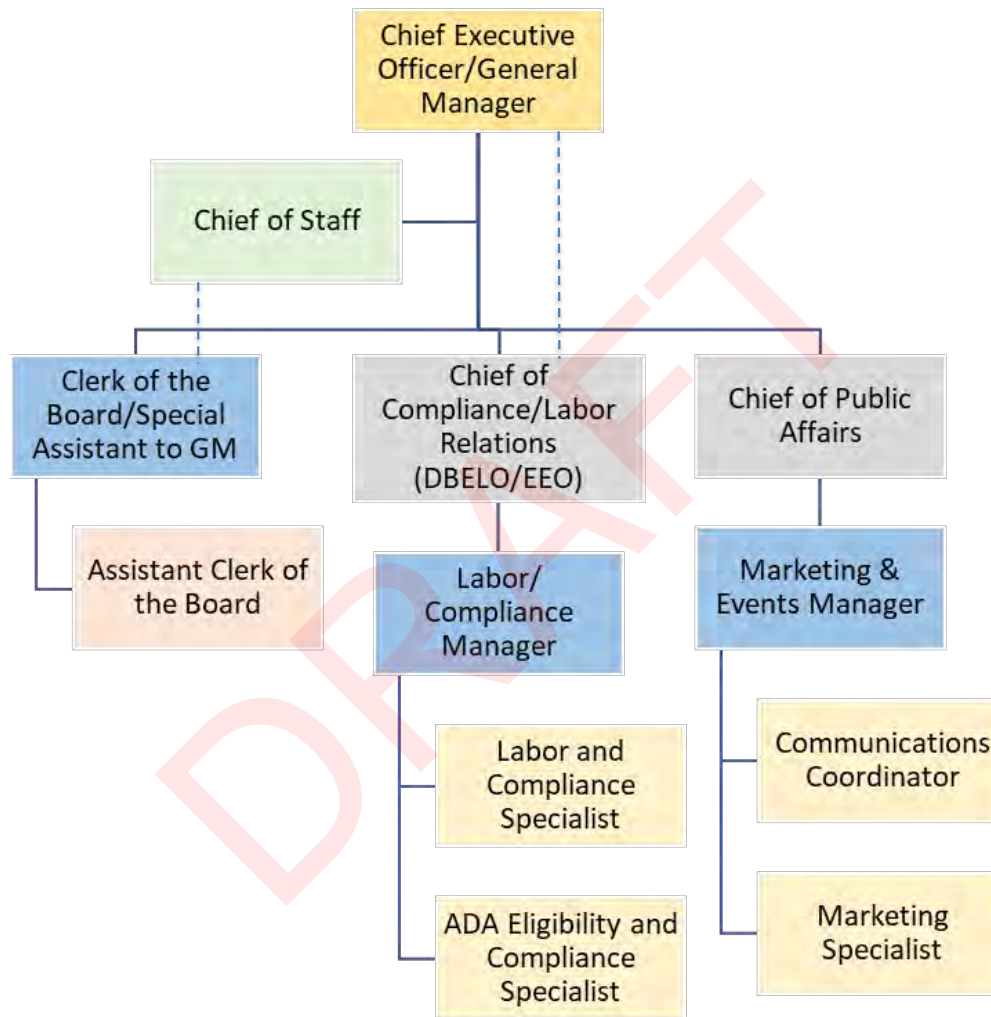 Chief Executive
Officer/General
Manager
Chief of Staff
Clerk of the
Board/Special
Assistant to GM
Chief of
Compliance/Labor
Relations
(DBELO/EEO)
Chief of Public
Affairs
Assistant Clerk of
the Board
Labor/
Compliance
Manager
Marketing &
Events Manager
Labor and
Compliance
Specialist
Communications
Coordinator
ADA Eligibility and
Compliance
Specialist
Marketing
Specialist
DRAFT